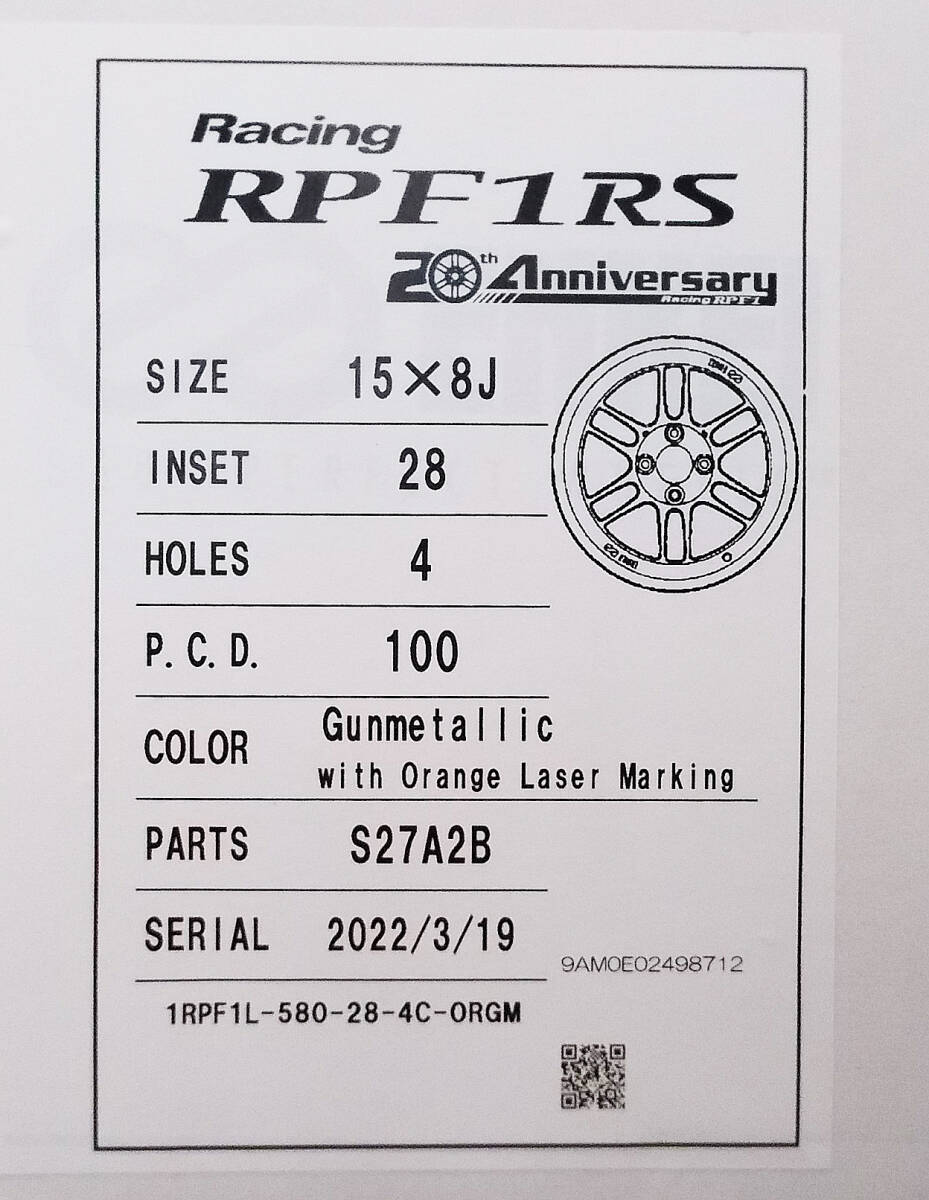 Racing
RPF1RS
20th Anniversary
Racing RPF1
SIZE 15×8J
INSET 28
HOLES 4
P.C.D. 100
COLOR Gunmetallic
with Orange Laser Marking
PARTS S27A2B
SERIAL 2022/3/19
9AM0E02498712
1RPF1L-580-28-4C-ORGM